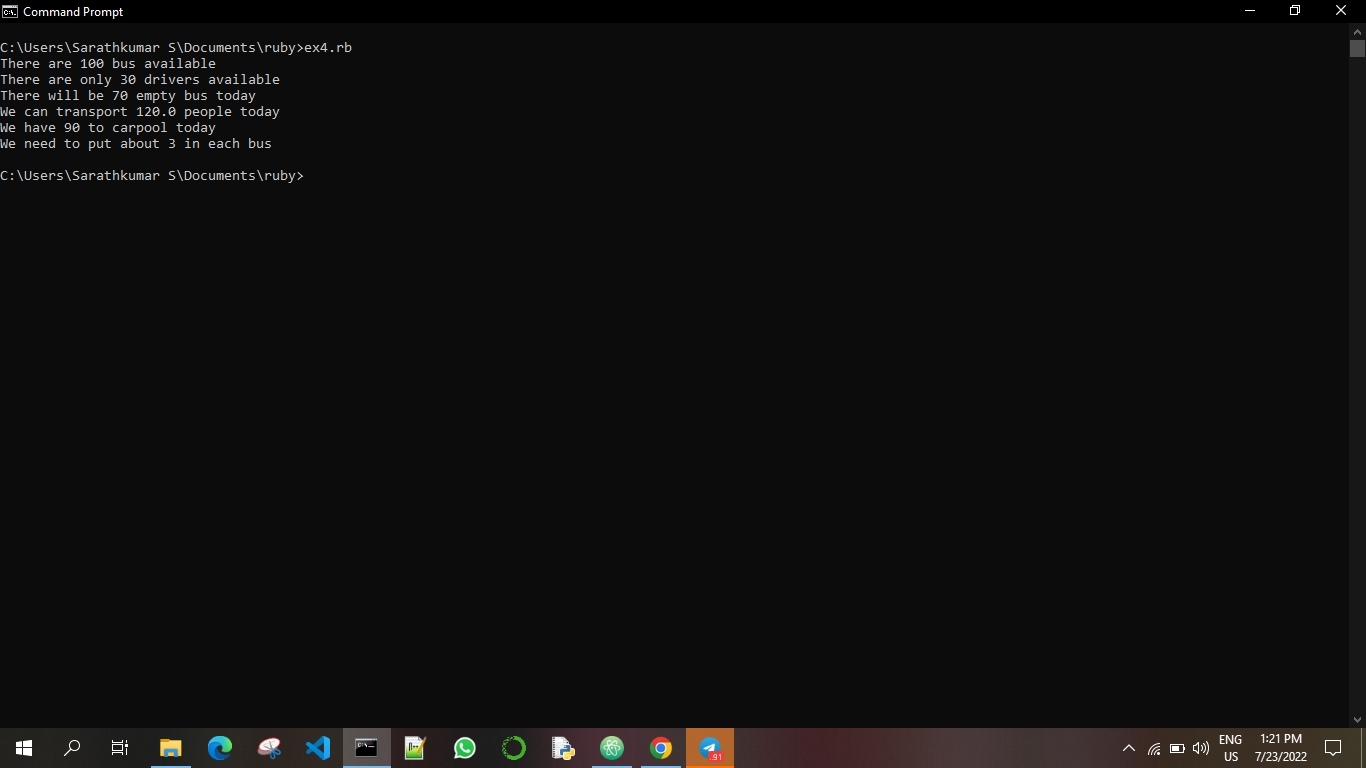 Command Prompt
C:\Users\Sarathkumar S\Documents\ruby>ex4.rb
There are 100 bus available
There are only 30 drivers available
There will be 70 empty bus today
We can transport 120.0 people today
We have 90 to carpool today
We need to put about 3 in each bus
C:\Users\Sarathkumar S\Documents\ruby>
ENG
US
1:21 PM
7/23/2022
.91